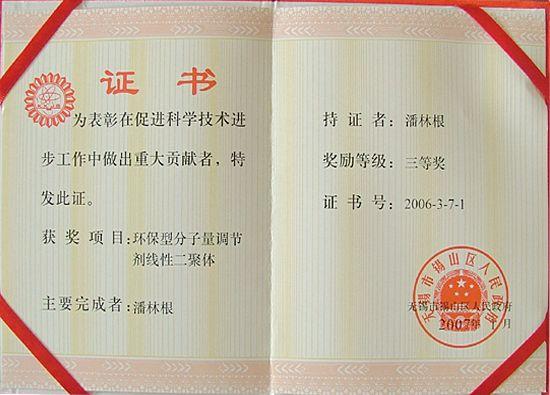 证书
为表彰在促进科学技术进
步工作中做出重大贡献者，特
发此证。
获奖项目：环保型分子量调节
剂线性二聚体
主要完成者：潘林根
持证者：潘林根
奖励等级：三等奖
证书号：2006-3-7-1
无锡市锡山区人民政府
无锡市锡山区人民政府
2007年 月